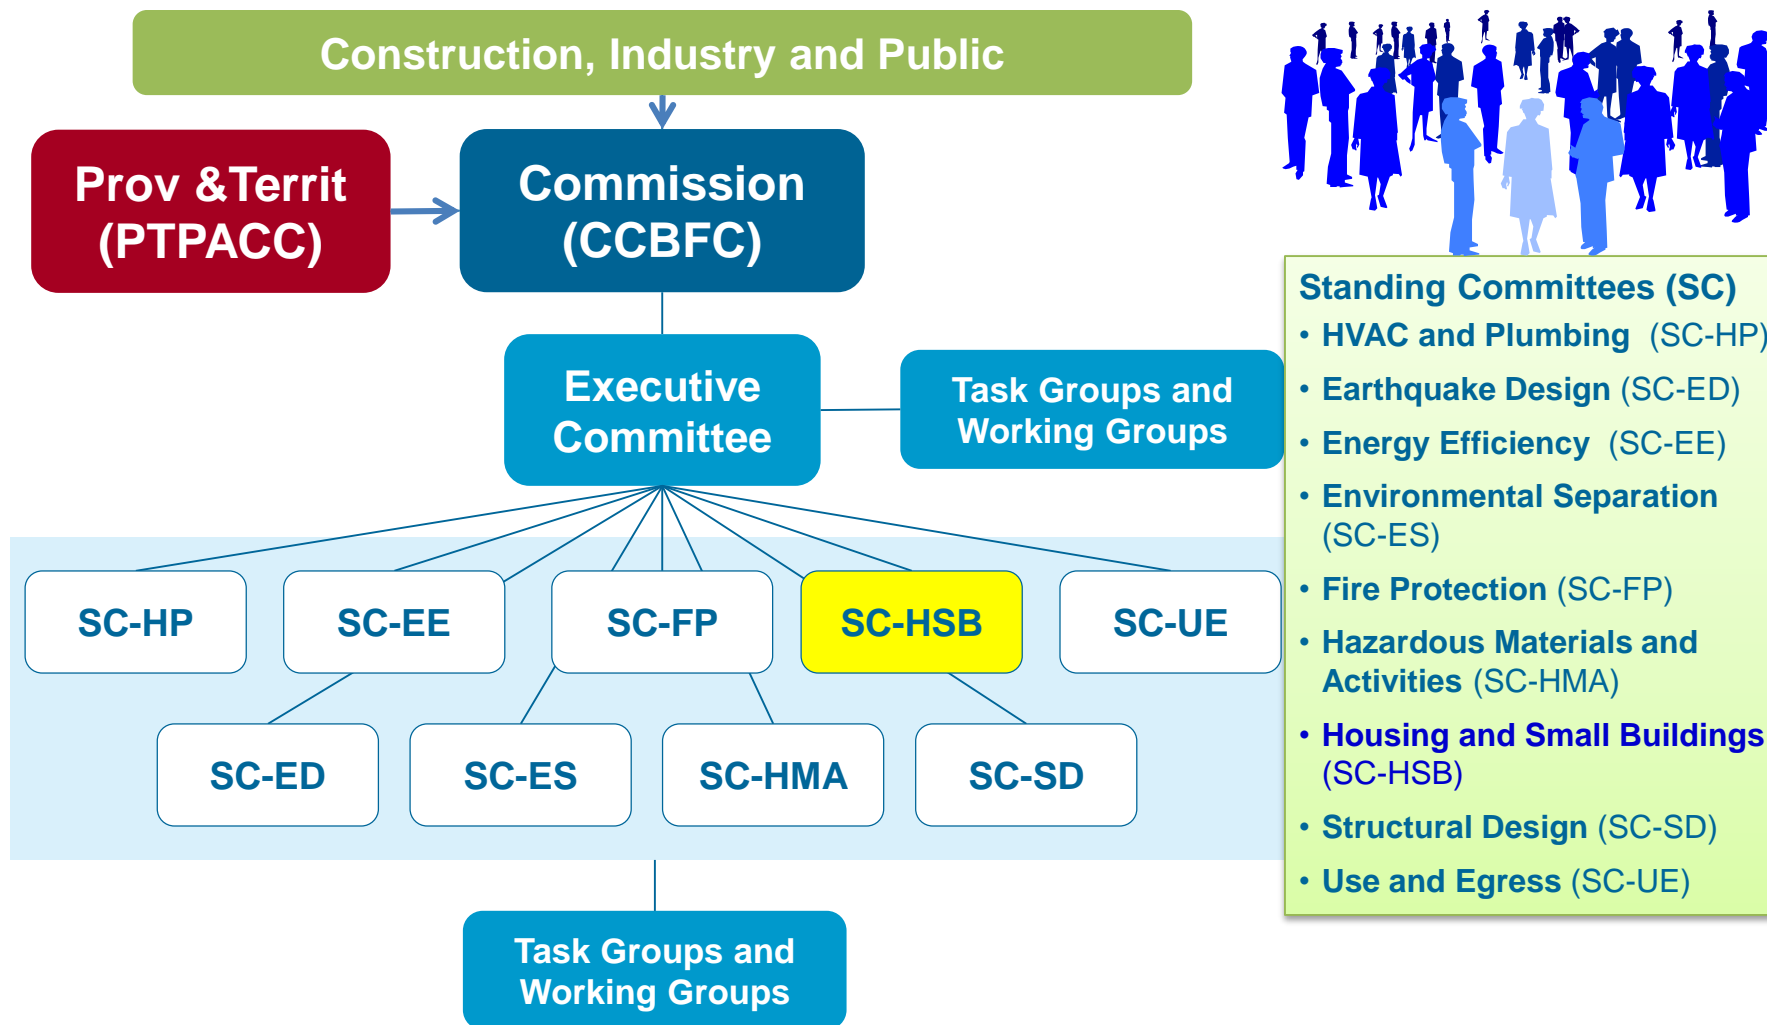 Construction, Industry and Public
Prov &Territ
(PTPACC)
Commission
(CCBFC)
Executive
Committee
Task Groups and
Working Groups
SC-HP
SC-EE
SC-FP
SC-HSB
SC-UE
SC-ED
SC-ES
SC-HMA
SC-SD
Task Groups and
Working Groups
Standing Committees (SC)
• HVAC and Plumbing (SC-HP)
• Earthquake Design (SC-ED)
• Energy Efficiency (SC-EE)
• Environmental Separation
(SC-ES)
• Fire Protection (SC-FP)
• Hazardous Materials and
Activities (SC-HMA)
• Housing and Small Buildings
(SC-HSB)
• Structural Design (SC-SD)
• Use and Egress (SC-UE)